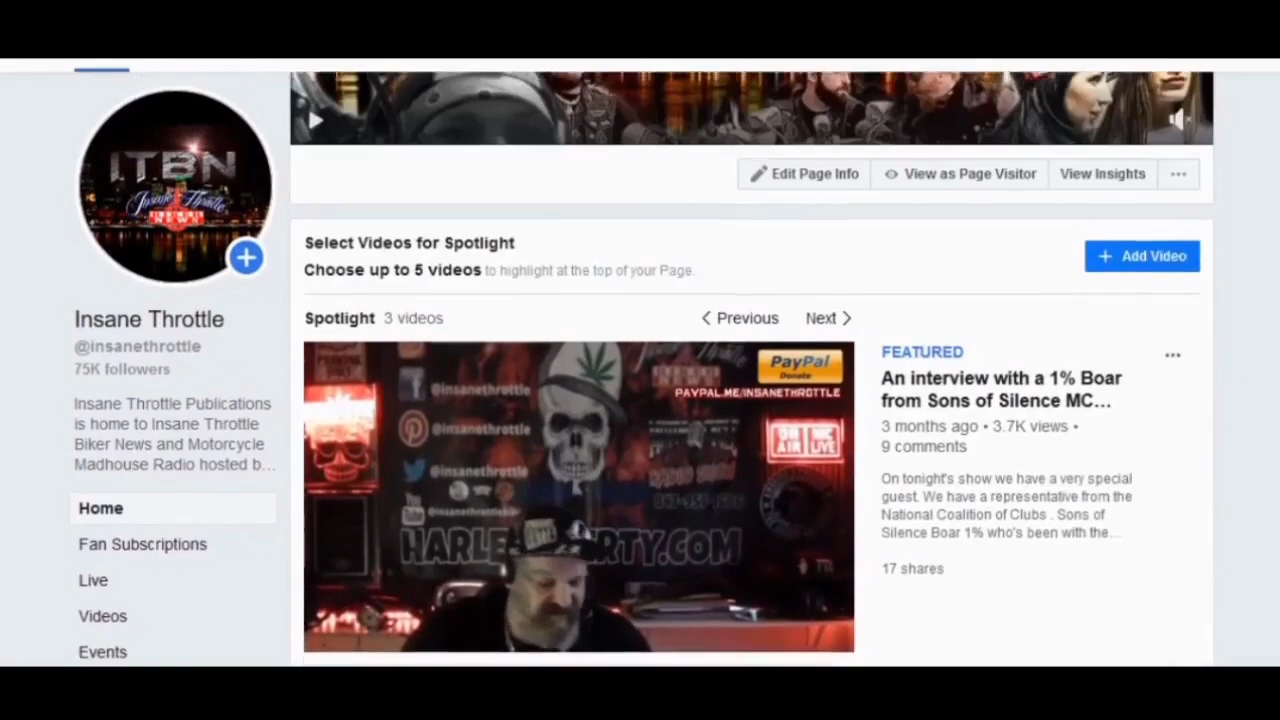 ITBN
Insane Throttle
NEWS
Edit Page Info
View as Page Visitor
View Insights
Select Videos for Spotlight
+ Add Video
Choose up to 5 videos to highlight at the top of your Page.
Insane Throttle
@insanethrottle
75K followers
Insane Throttle Publications
is home to Insane Throttle
Biker News and Motorcycle
Madhouse Radio hosted b...
Home
Fan Subscriptions
Live
Videos
Events
Spotlight 3 videos
Previous
Next
PayPal
Donate
PAYPAL.ME/INSANETHROTTLE
@insanethrottle
@insanethrottle
@insanethrottle
RADIO SHOW
ON AIR
LIVE
HARLE
RTY.COM
FEATURED
An interview with a 1% Boar
from Sons of Silence MC...
3 months ago • 3.7K views •
9 comments
On tonight's show we have a very special
guest. We have a representative from the
National Coalition of Clubs . Sons of
Silence Boar 1% who's been with the...
17 shares